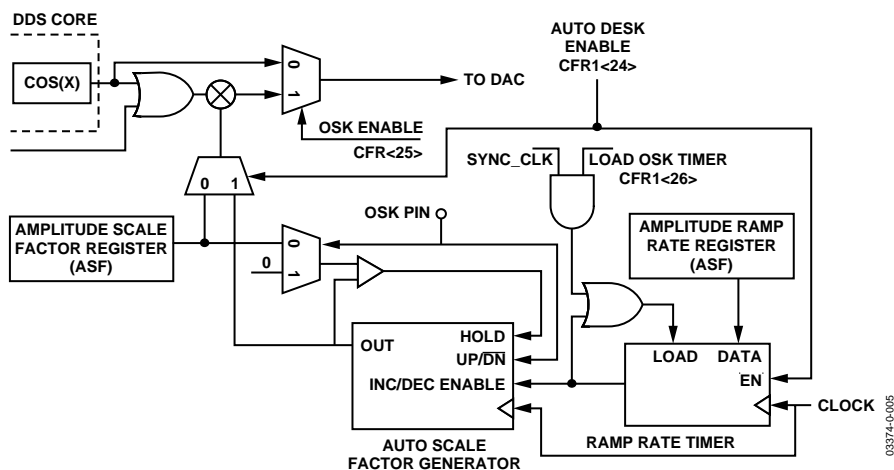 DDS CORE
COS(X)
0
1
TO DAC
OSK ENABLE
CFR<25>
AUTO DESK
ENABLE
CFR1<24>
SYNC_CLK
LOAD OSK TIMER
CFR1<26>
0 1
OSK PIN
AMPLITUDE SCALE
FACTOR REGISTER
(ASF)
0
0
1
AMPLITUDE RAMP
RATE REGISTER
(ASF)
OUT
HOLD
UP/DN
INC/DEC ENABLE
LOAD DATA
EN
CLOCK
RAMP RATE TIMER
AUTO SCALE
FACTOR GENERATOR
03374-0-005